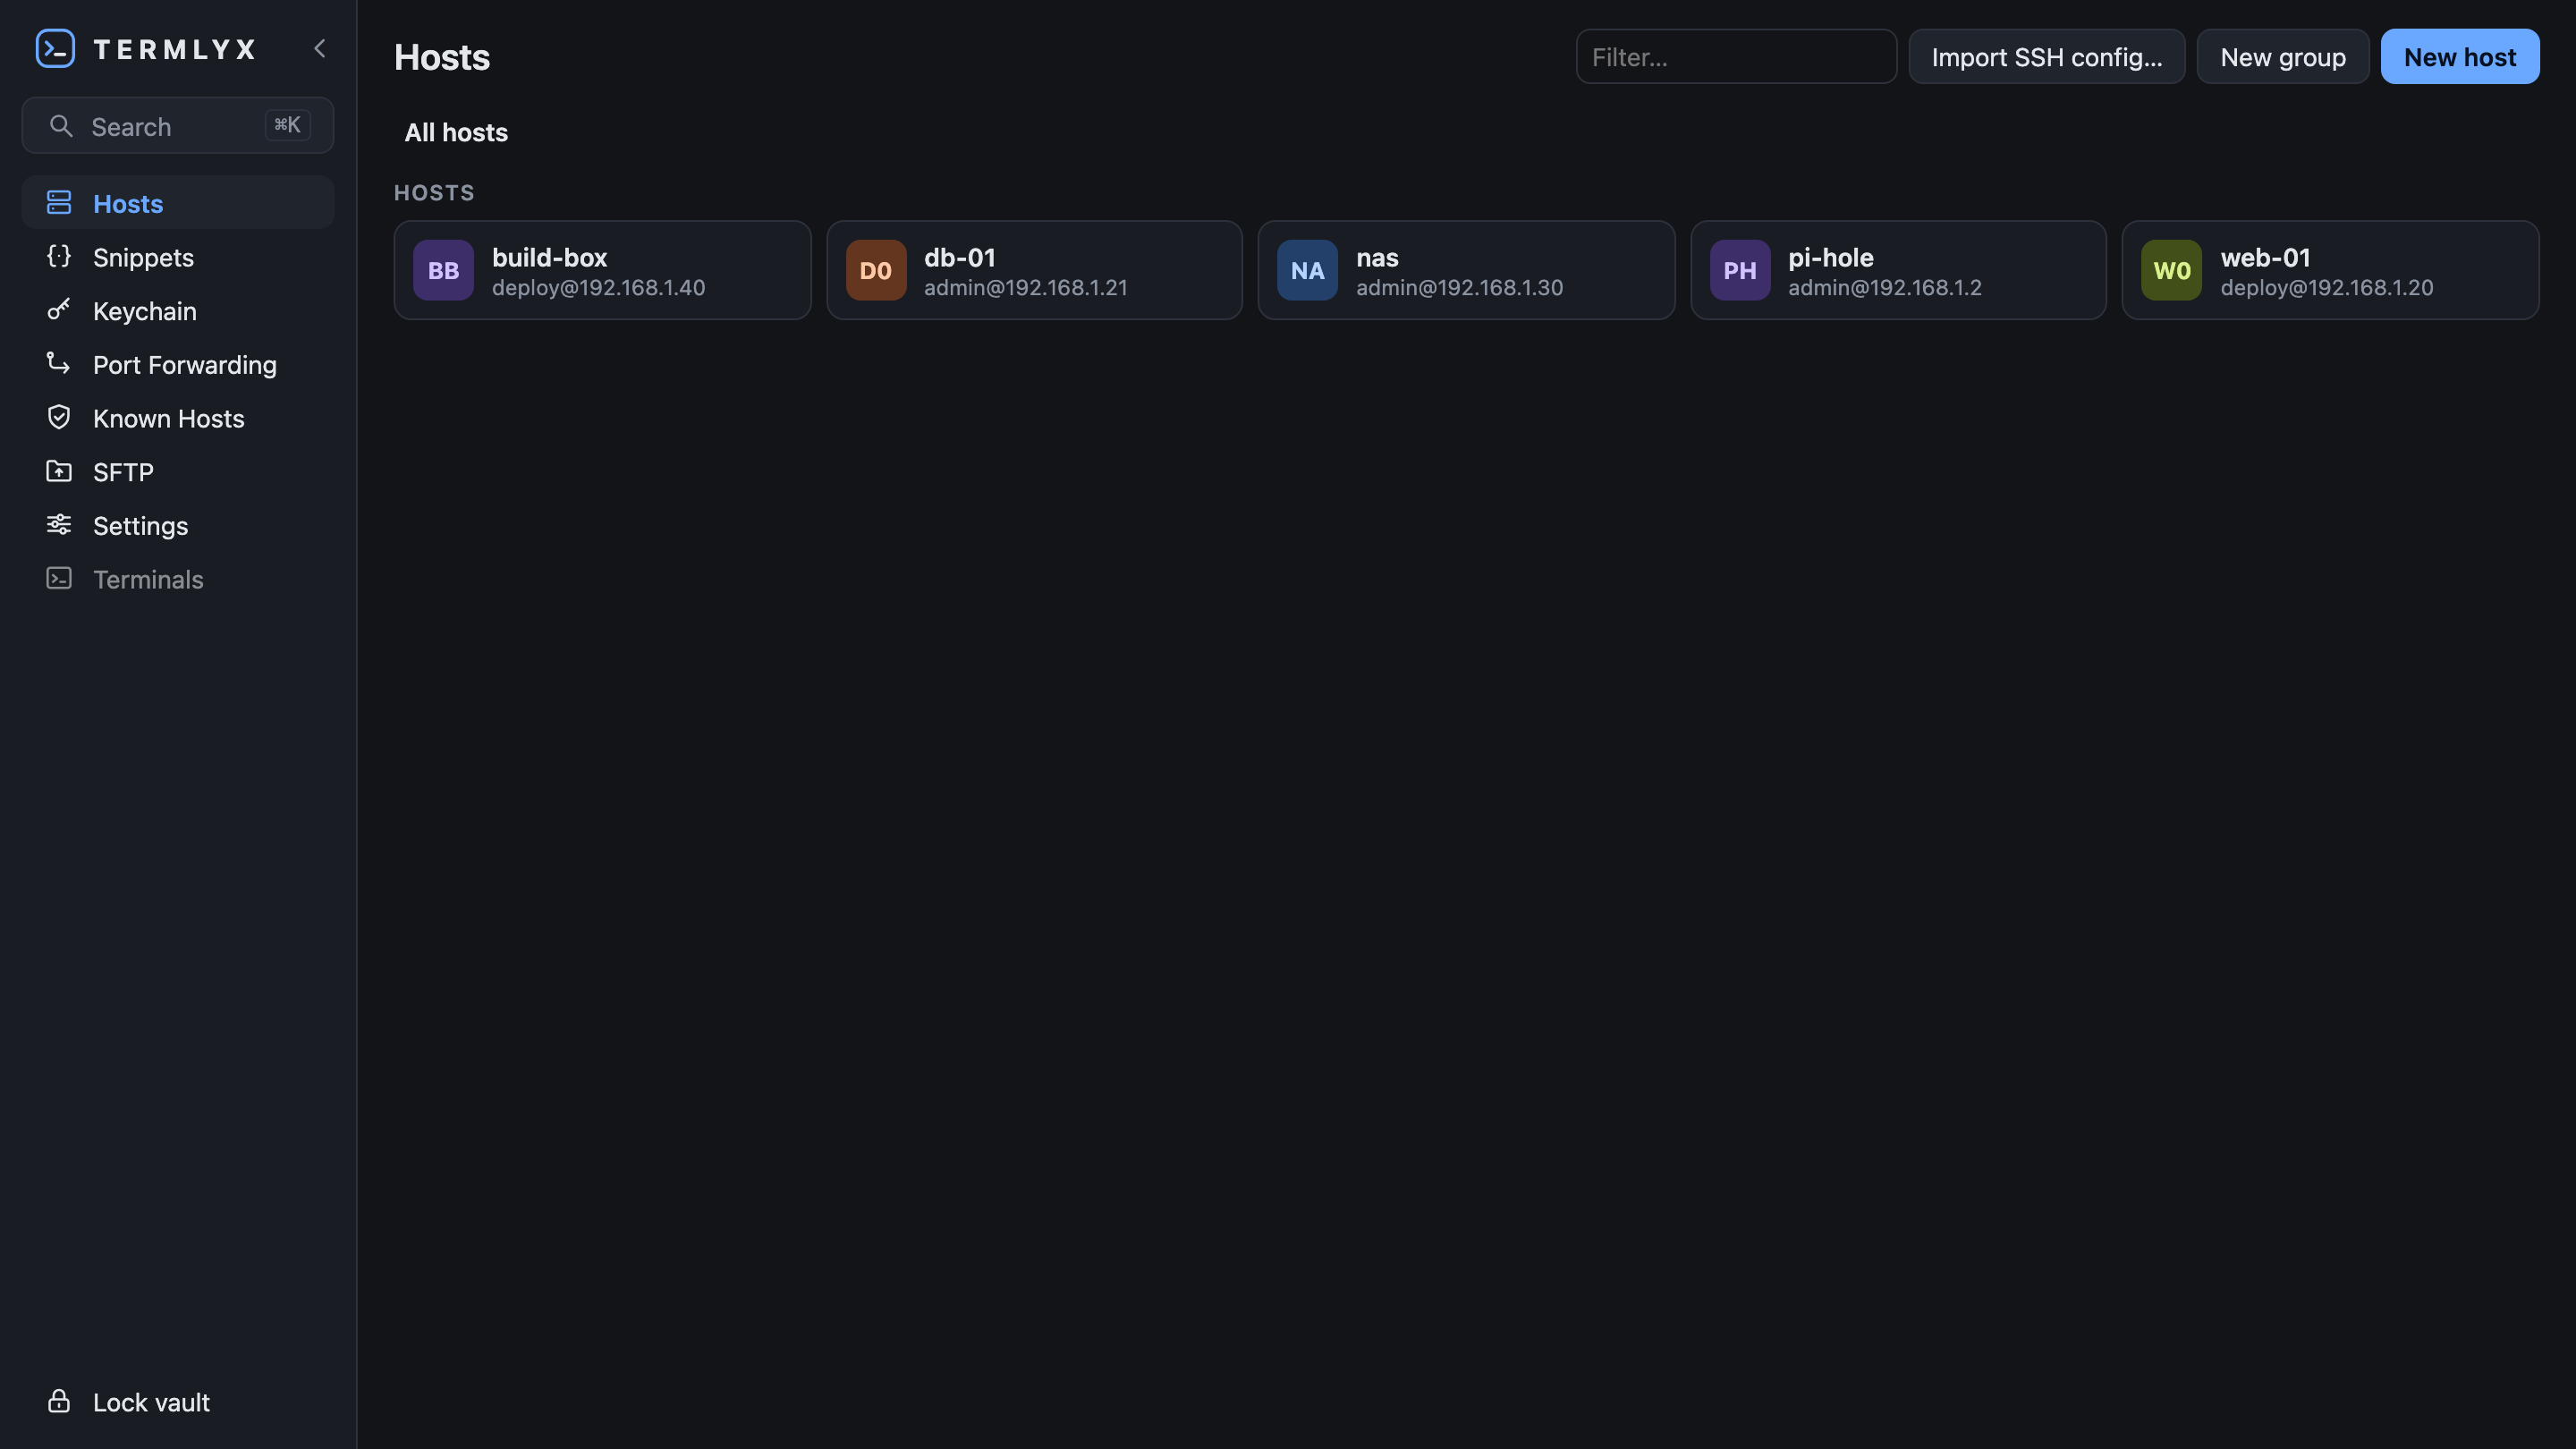 TERMLYX
Search ⌘K
Hosts
Snippets
Keychain
Port Forwarding
Known Hosts
SFTP
Settings
Terminals
Lock vault
Hosts
Filter...
Import SSH config...
New group
New host
All hosts
HOSTS
BB
build-box
deploy@192.168.1.40
D0
db-01
admin@192.168.1.21
NA
nas
admin@192.168.1.30
PH
pi-hole
admin@192.168.1.2
W0
web-01
deploy@192.168.1.20